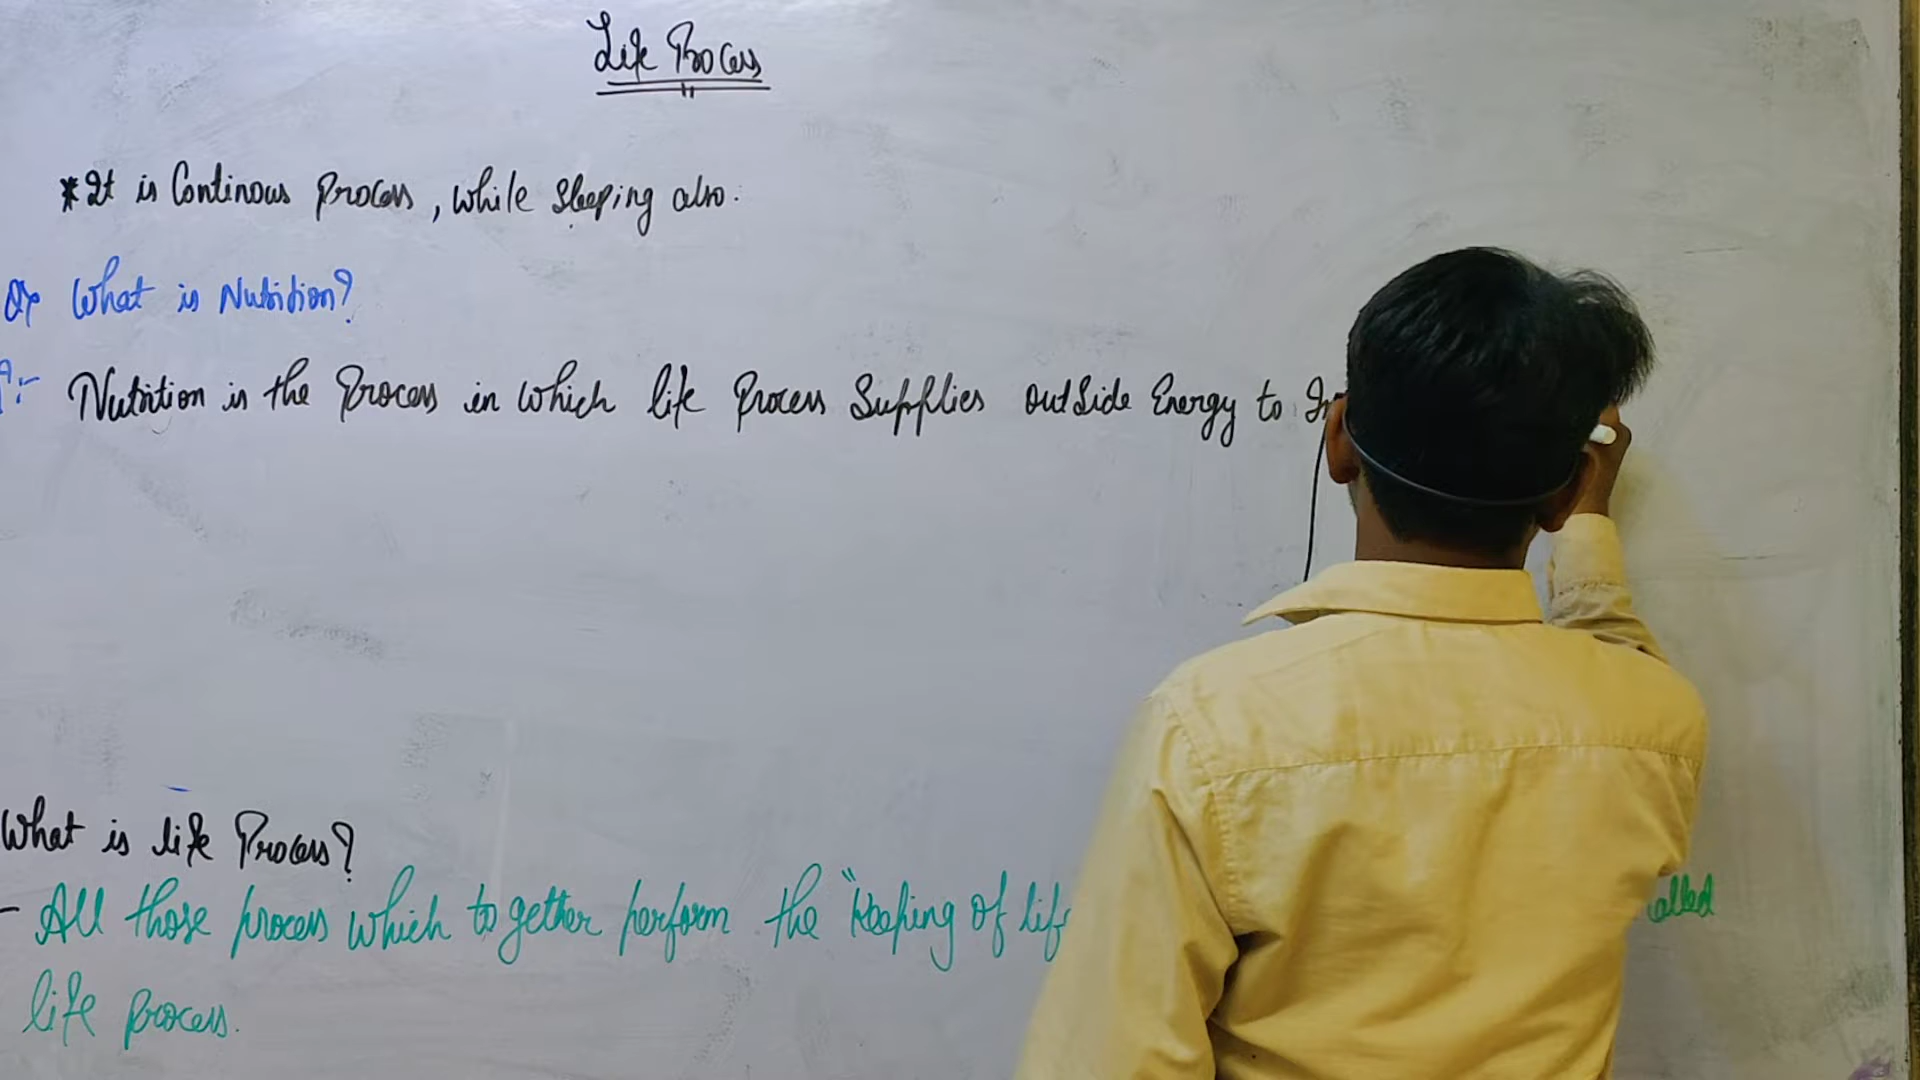 Life Process
*It is Continous Process, while sleeping also.
Q> What is Nutrition?
A:- Nutrition is the Process in which life Process Supplies outside Energy to
What is life Process?
- All those process which together perform the "Keeping of life
life process.